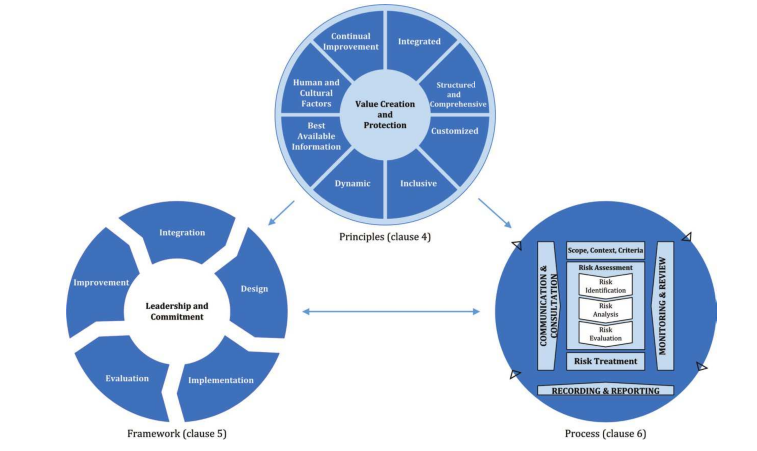 Continual
Improvement
Integrated
Human and
Cultural
Factors
Structured
and
Comprehensive
Value Creation
and
Protection
Best
Available
Information
Customized
Dynamic
Inclusive
Principles (clause 4)
Integration
Improvement
Design
Leadership and
Commitment
Evaluation
Implementation
Framework (clause 5)
Scope, Context, Criteria
Risk Assessment
Risk
Identification
Risk
Analysis
Risk
Evaluation
Risk Treatment
COMMUNICATION &
CONSULTATION
MONITORING & REVIEW
RECORDING & REPORTING
Process (clause 6)